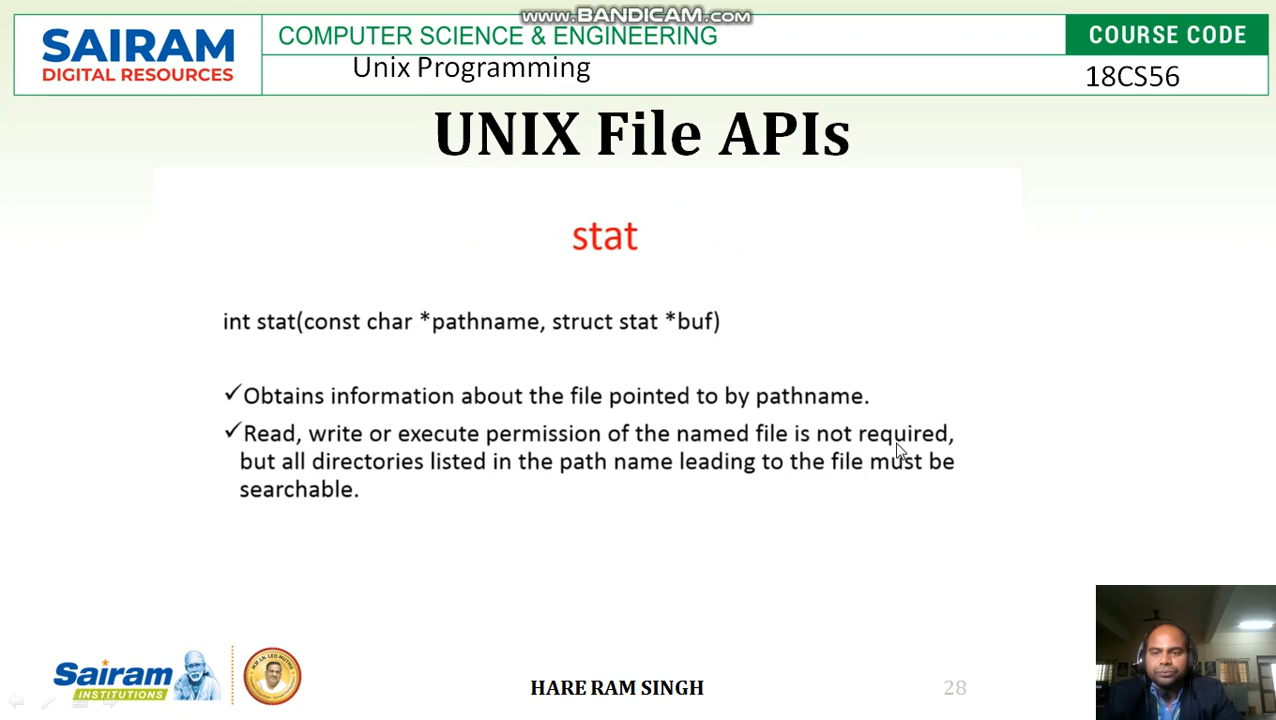 www.BANDICAM.com
SAIRAM
DIGITAL RESOURCES
COMPUTER SCIENCE & ENGINEERING
COURSE CODE
Unix Programming
18CS56
UNIX File APIs
stat
int stat(const char *pathname, struct stat *buf)
✓Obtains information about the file pointed to by pathname.
✓Read, write or execute permission of the named file is not required,
but all directories listed in the path name leading to the file must be
searchable.
Sairam
INSTITUTIONS
HARE RAM SINGH
28